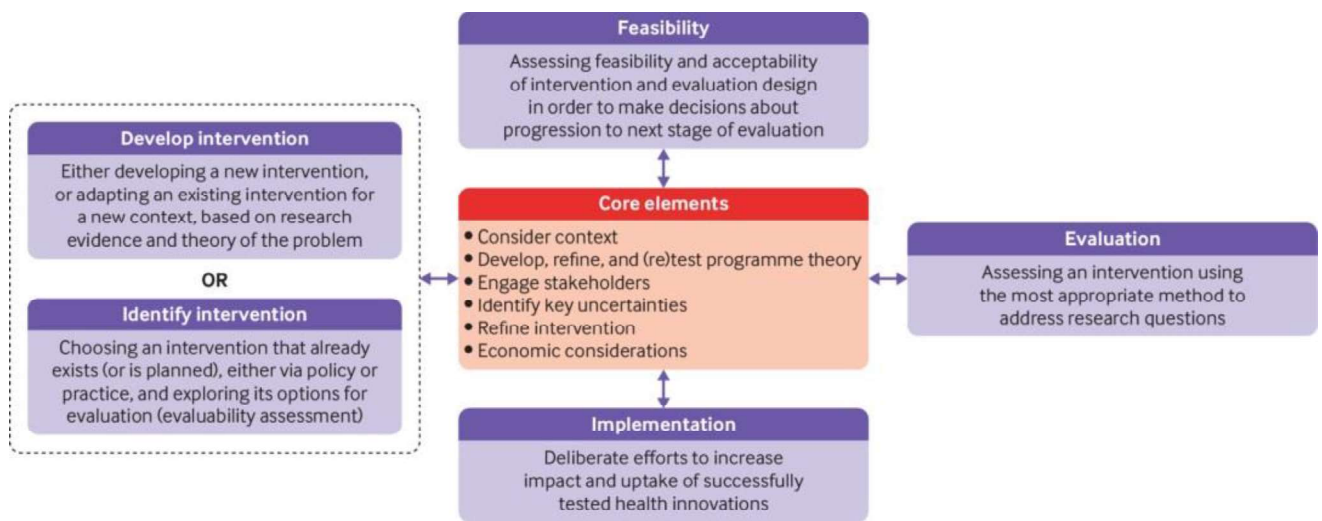 Feasibility
Assessing feasibility and acceptability
of intervention and evaluation design
in order to make decisions about
progression to next stage of evaluation
Develop intervention
Either developing a new intervention,
or adapting an existing intervention for
a new context, based on research
evidence and theory of the problem
OR
Identify intervention
Choosing an intervention that already
exists (or is planned), either via policy or
practice, and exploring its options for
evaluation (evaluability assessment)
Core elements
• Consider context
• Develop, refine, and (re)test programme theory
• Engage stakeholders
• Identify key uncertainties
• Refine intervention
• Economic considerations
Evaluation
Assessing an intervention using
the most appropriate method to
address research questions
Implementation
Deliberate efforts to increase
impact and uptake of successfully
tested health innovations